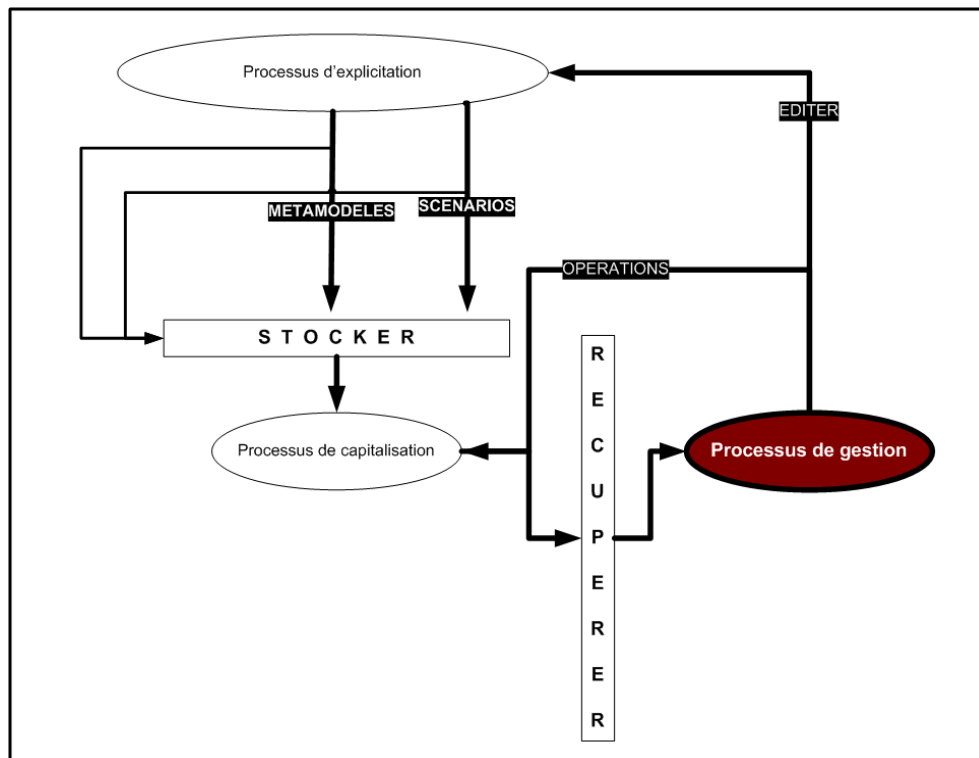 Processus d'explicitation
EDITER
METAMODELES
SCENARIOS
OPERATIONS
S T O C K E R
R E C U P E R E R
Processus de capitalisation
Processus de gestion